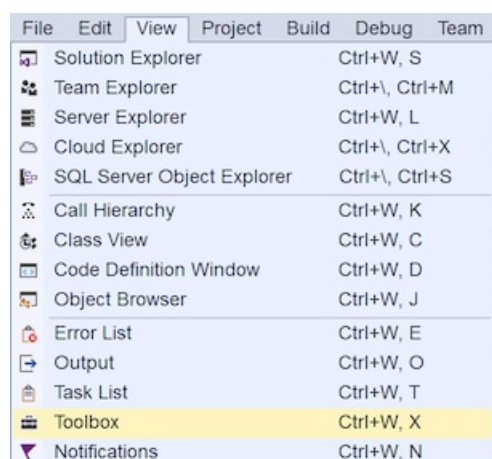 File Edit View Project Build Debug Team
Solution Explorer Ctrl+W, S
Team Explorer Ctrl+\, Ctrl+M
Server Explorer Ctrl+W, L
Cloud Explorer Ctrl+\, Ctrl+X
SQL Server Object Explorer Ctrl+\, Ctrl+S
Call Hierarchy Ctrl+W, K
Class View Ctrl+W, C
Code Definition Window Ctrl+W, D
Object Browser Ctrl+W, J
Error List Ctrl+W, E
Output Ctrl+W, O
Task List Ctrl+W, T
Toolbox Ctrl+W, X
Notifications Ctrl+W, N